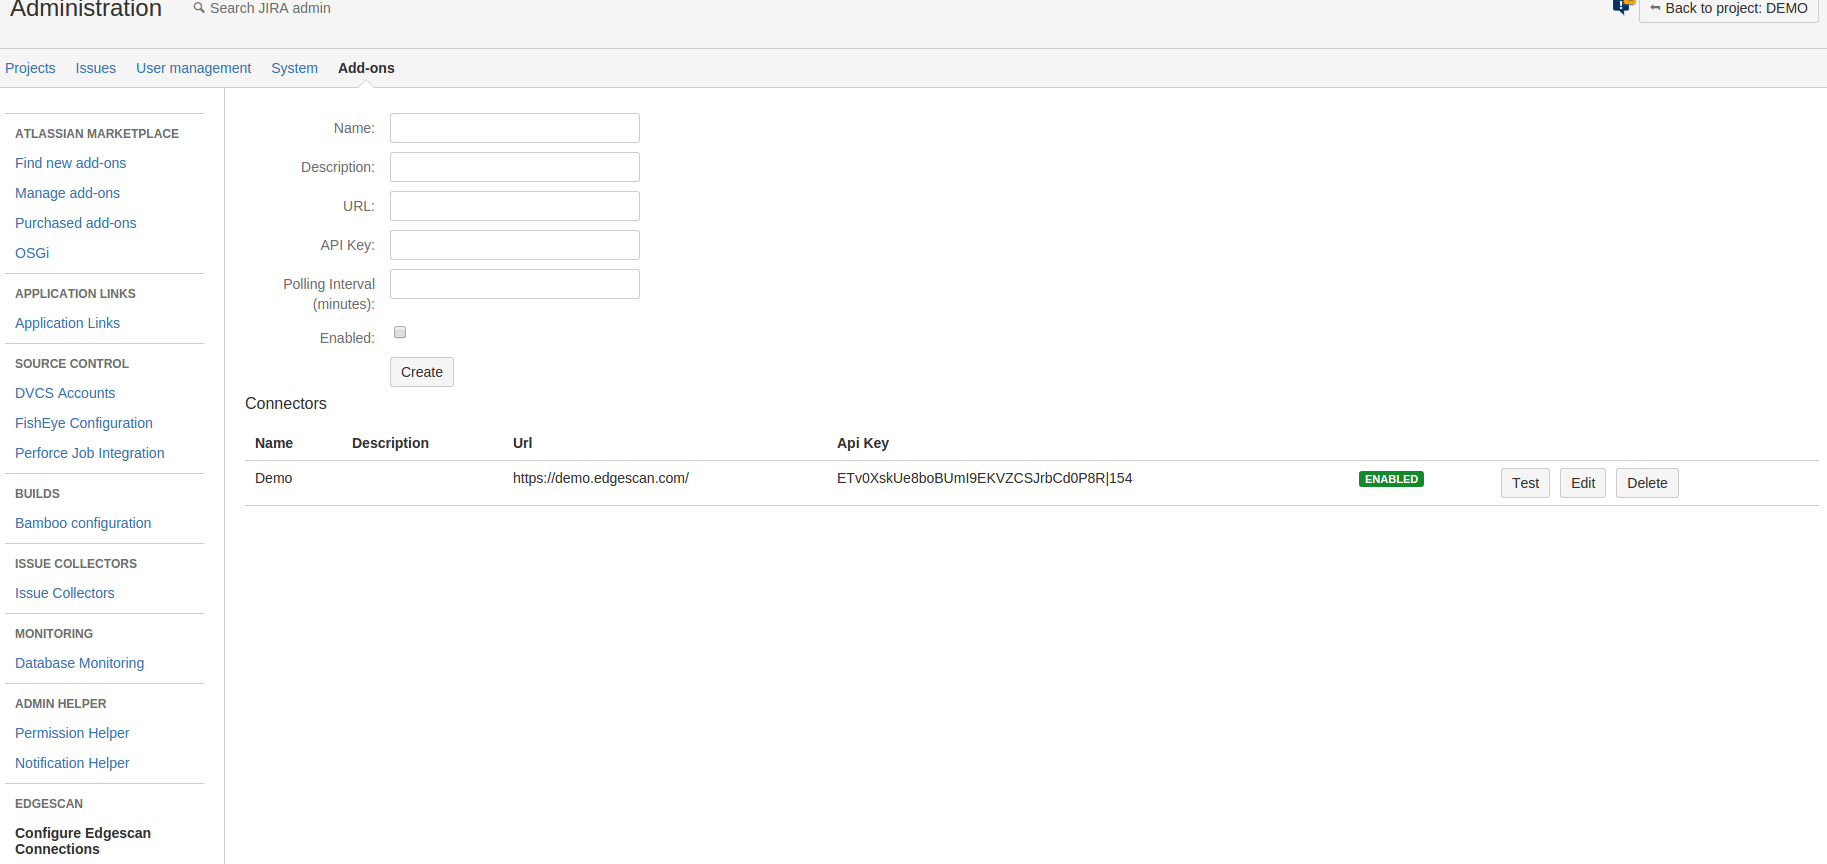 Administration
Search JIRA admin
Back to project: DEMO
Projects
Issues
User management
System
Add-ons
ATLASSIAN MARKETPLACE
Find new add-ons
Manage add-ons
Purchased add-ons
OSGi
APPLICATION LINKS
Application Links
SOURCE CONTROL
DVCS Accounts
FishEye Configuration
Perforce Job Integration
BUILDS
Bamboo configuration
ISSUE COLLECTORS
Issue Collectors
MONITORING
Database Monitoring
ADMIN HELPER
Permission Helper
Notification Helper
EDGESCAN
Configure Edgescan
Connections
Name:
Description:
URL:
API Key:
Polling Interval
(minutes):
Enabled:
Create
Connectors
Name Description Url Api Key
Demo https://demo.edgescan.com/ ETv0XskUe8boBUmI9EKVZCSJrbCd0P8R|154 ENABLED Test Edit Delete